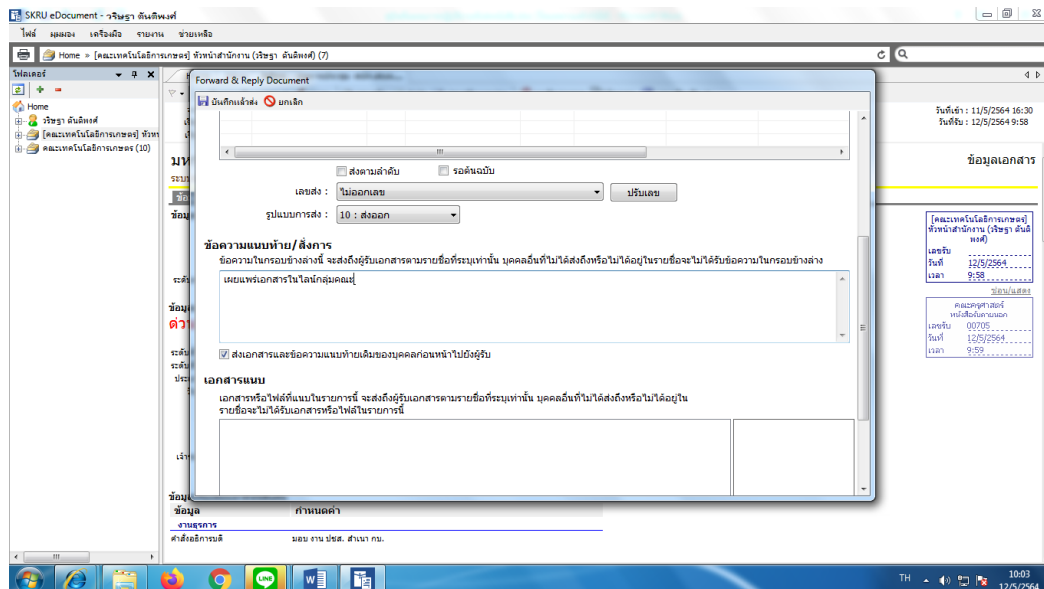 SKRU eDocument - วริษฐา ตันติพงศ์
ไฟล์ มุมมอง เครื่องมือ รายงาน ช่วยเหลือ
Home » [คณะเทคโนโลยีการเกษตร] หัวหน้าสำนักงาน (วริษฐา ตันติพงศ์) (7)
โฟลเดอร์
Home
วริษฐา ตันติพงศ์
[คณะเทคโนโลยีการเกษตร] หัวห
คณะเทคโนโลยีการเกษตร (10)
Forward & Reply Document
บันทึกแล้วส่ง ยกเลิก
ส่งตามลำดับ รอต้นฉบับ
เลขส่ง : ไม่ออกเลข ปรับเลข
รูปแบบการส่ง : 10 : ส่งออก
ข้อความแนบท้าย/สั่งการ
ข้อความในกรอบข้างล่างนี้ จะส่งถึงผู้รับเอกสารตามรายชื่อที่ระบุเท่านั้น บุคคลอื่นที่ไม่ได้ส่งถึงหรือไม่ได้อยู่ในรายชื่อจะไม่ได้รับข้อความในกรอบข้างล่าง
เผยแพร่เอกสารในไลน์กลุ่มคณะฯ
ส่งเอกสารและข้อความแนบท้ายเดิมของบุคคลก่อนหน้าไปยังผู้รับ
เอกสารแนบ
เอกสารหรือไฟล์ที่แนบในรายการนี้ จะส่งถึงผู้รับเอกสารตามรายชื่อที่ระบุเท่านั้น บุคคลอื่นที่ไม่ได้ส่งถึงหรือไม่ได้อยู่ใน
รายชื่อจะไม่ได้รับเอกสารหรือไฟล์ในรายการนี้
วันที่เข้า : 11/5/2564 16:30
วันที่รับ : 12/5/2564 9:58
มห
ข้อมูลเอกสาร
ระบบ
ข้อมู
[คณะเทคโนโลยีการเกษตร]
หัวหน้าสำนักงาน (วริษฐา ตันติ
พงศ์)
เลขรับ
วันที่ 12/5/2564
เวลา 9:58
ซ่อน/แสดง
คณะครุศาสตร์
หนังสือรับภายนอก
เลขรับ 00705
วันที่ 12/5/2564
เวลา 9:59
ระดับ
ข้อมู
ด่ว
ระดับ
ระดับ
ประ
เจ้า
ข้อมู
ข้อมูล กำหนดค่า
งานธุรการ
คำสั่งอธิการบดี มอบ งาน ปชส. สำเนา กบ.
TH 10:03
12/5/2564